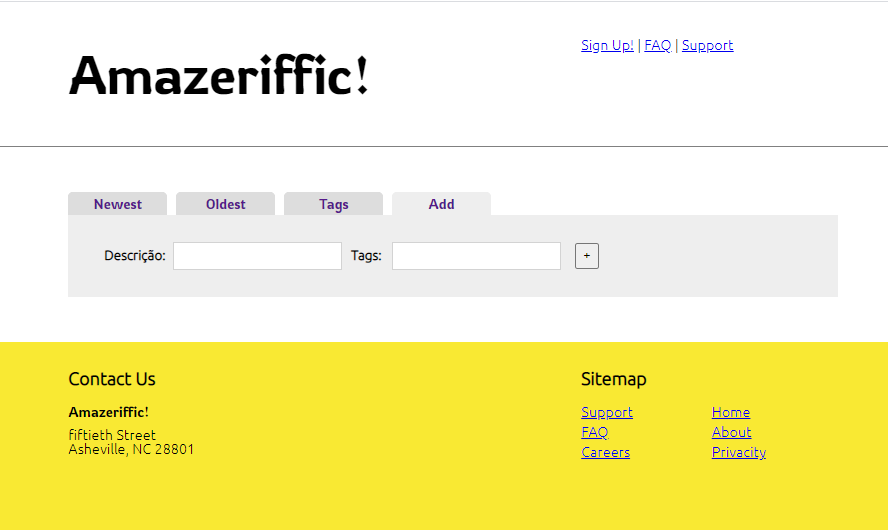 Amazeriffic!
Sign Up! | FAQ | Support
Newest Oldest Tags Add
Descrição: Tags: +
Contact Us
Amazeriffic!
fiftieth Street
Asheville, NC 28801
Sitemap
Support Home
FAQ About
Careers Privacity